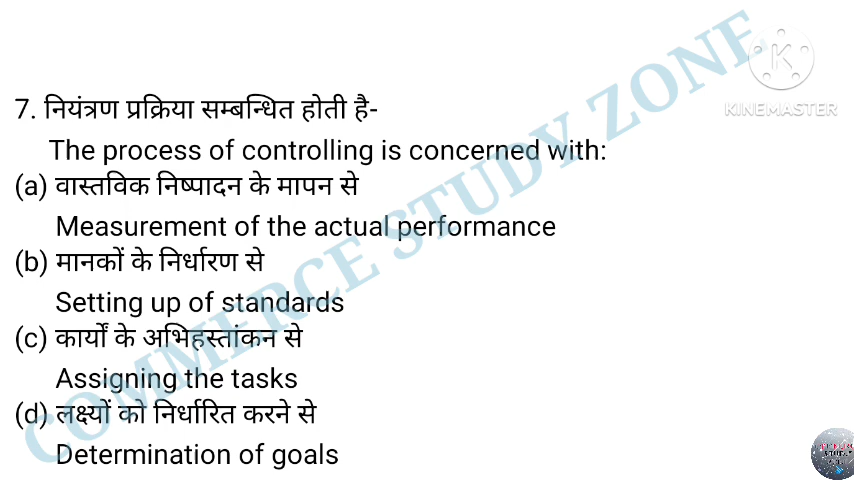 7. नियंत्रण प्रक्रिया सम्बन्धित होती है-
The process of controlling is concerned with:
(a) वास्तविक निष्पादन के मापन से
Measurement of the actual performance
(b) मानकों के निर्धारण से
Setting up of standards
(c) कार्यों के अभिहस्तांकन से
Assigning the tasks
(d) लक्ष्यों को निर्धारित करने से
Determination of goals
COMMERCE STUDY ZONE
K
KINEMASTER